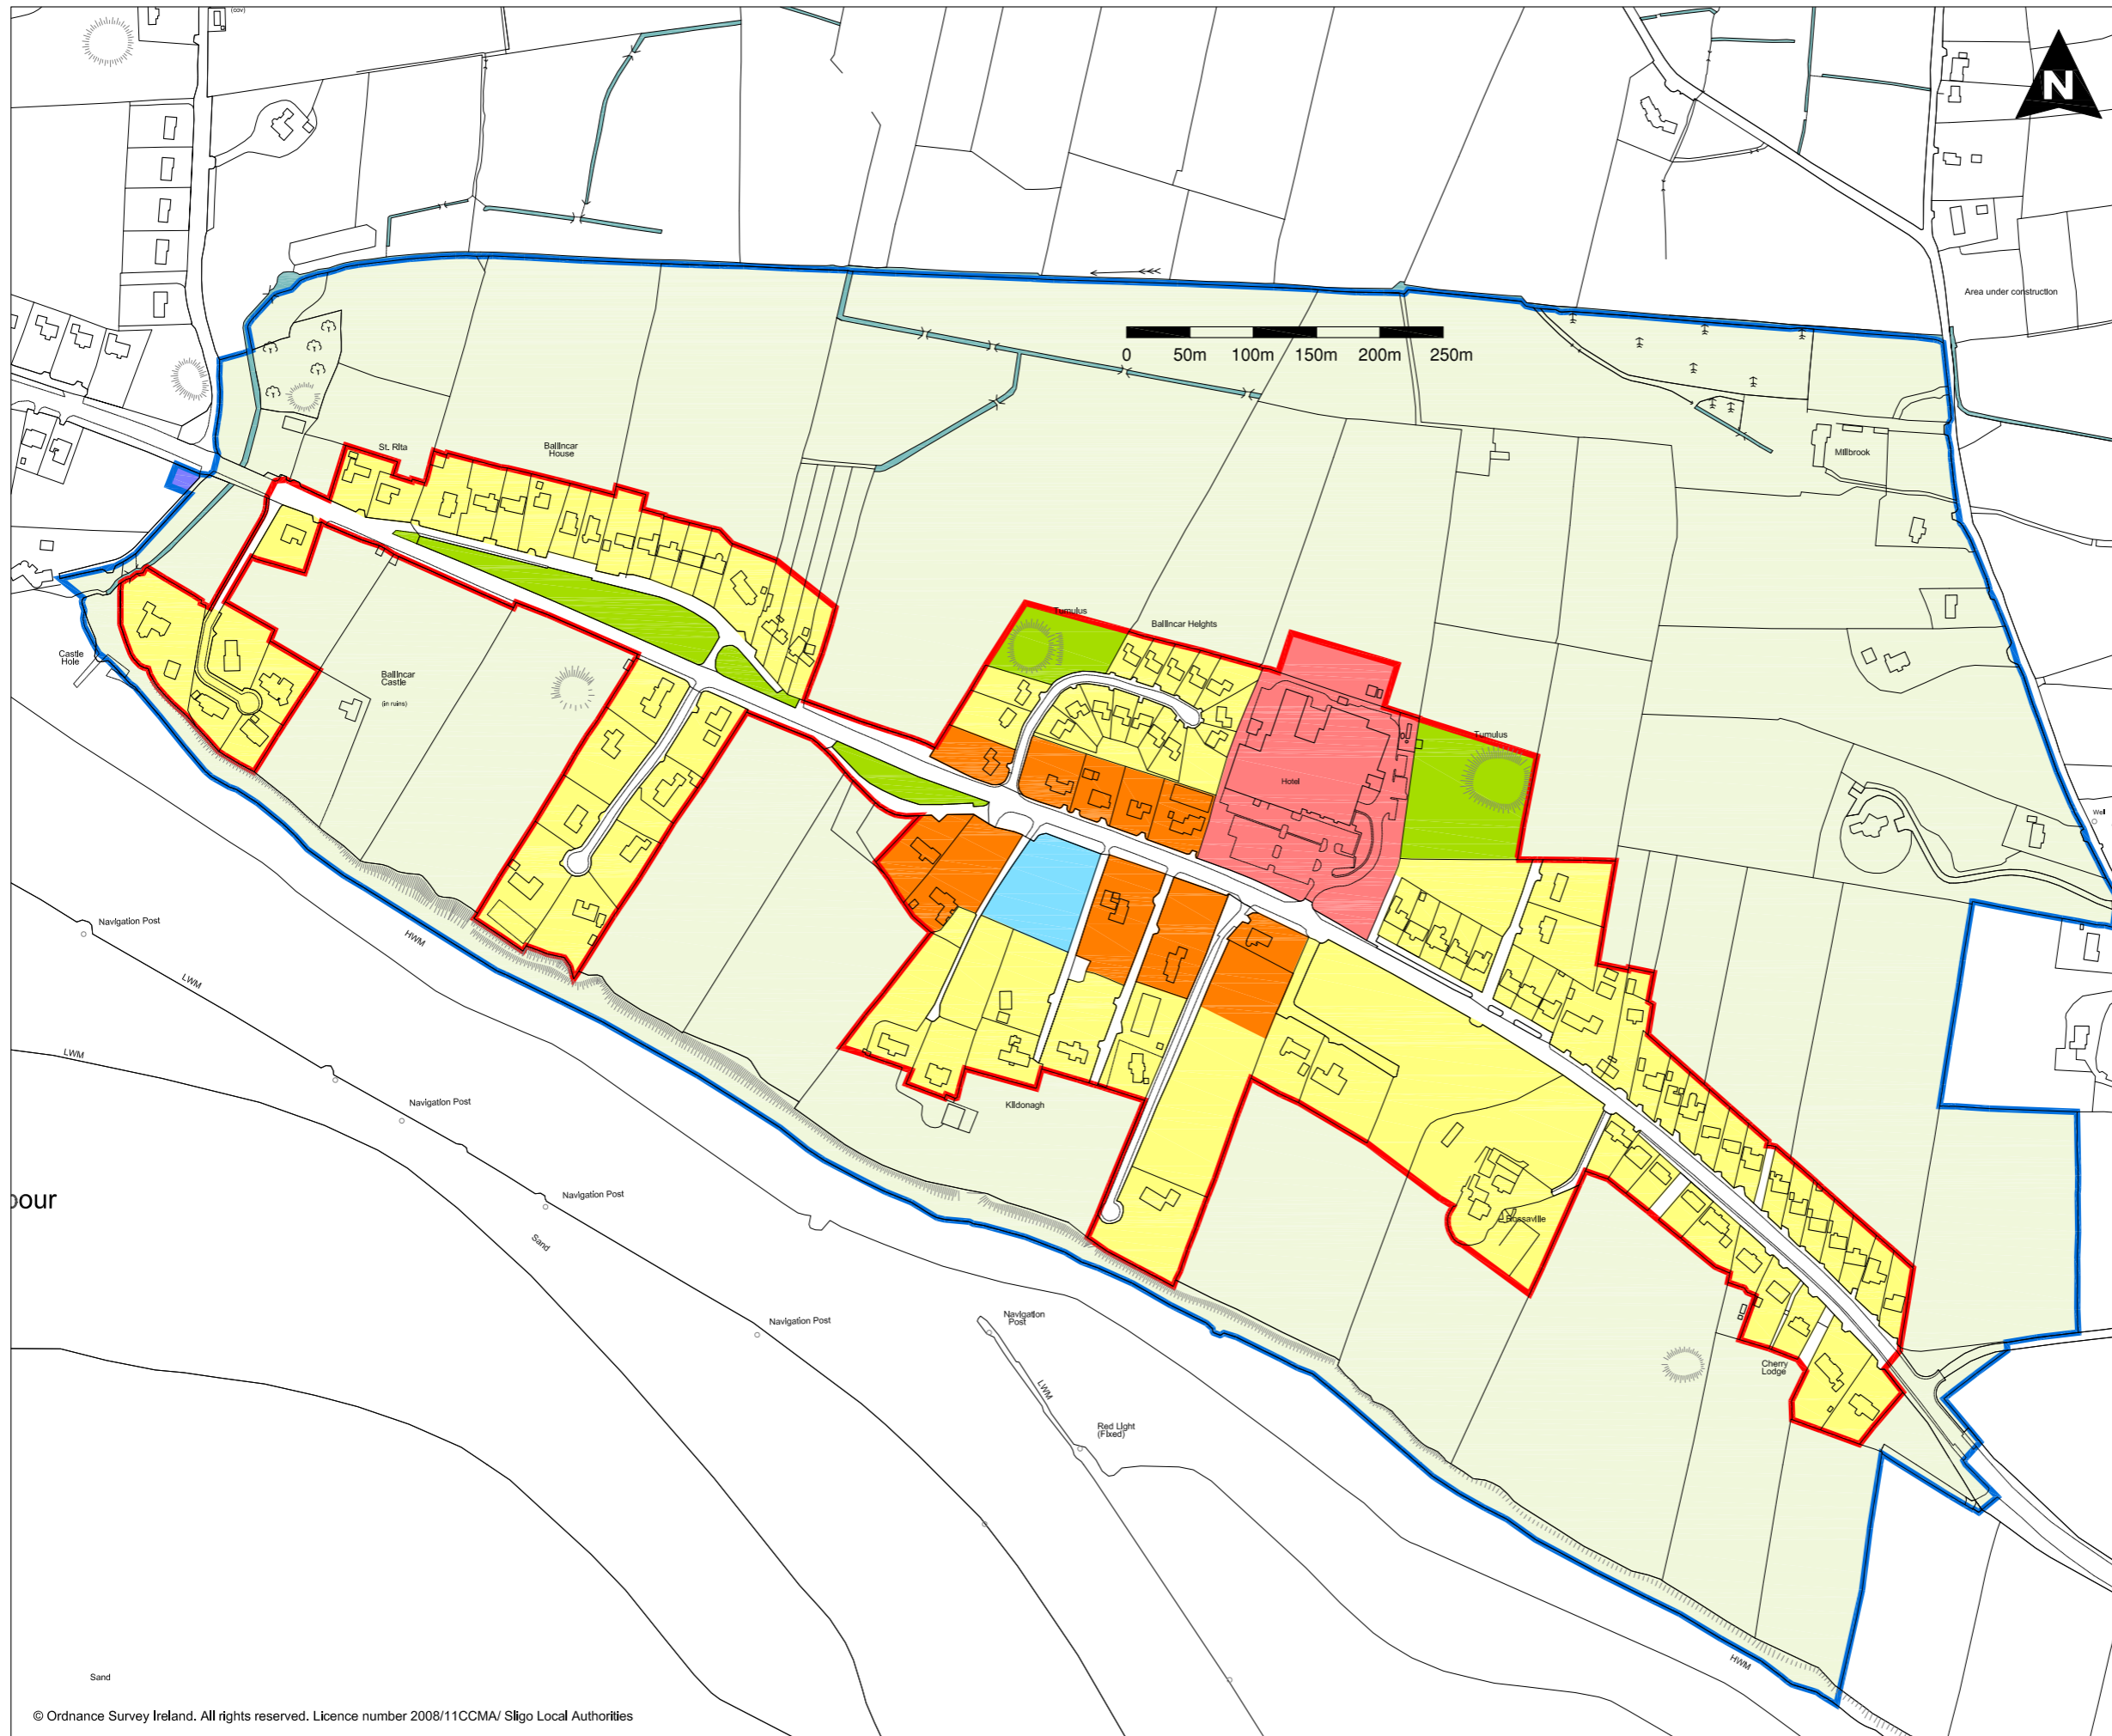 (cov)
N
Area under construction
0 50m 100m 150m 200m 250m
St. Rita
Ballincar
House
Millbrook
Tumulus
Ballincar Heights
Castle
Hole
Ballincar
Castle
(in ruins)
Tumulus
Hotel
Well
Navigation Post
HWM
LWM
LWM
Navigation Post
Kildonagh
Navigation Post
bour
Rossaville
Sand
Navigation Post
Navigation
Post
Cherry
Lodge
LWM
Red Light
(Fixed)
HWM
Sand
© Ordnance Survey Ireland. All rights reserved. Licence number 2008/11CCMA/ Sligo Local Authorities